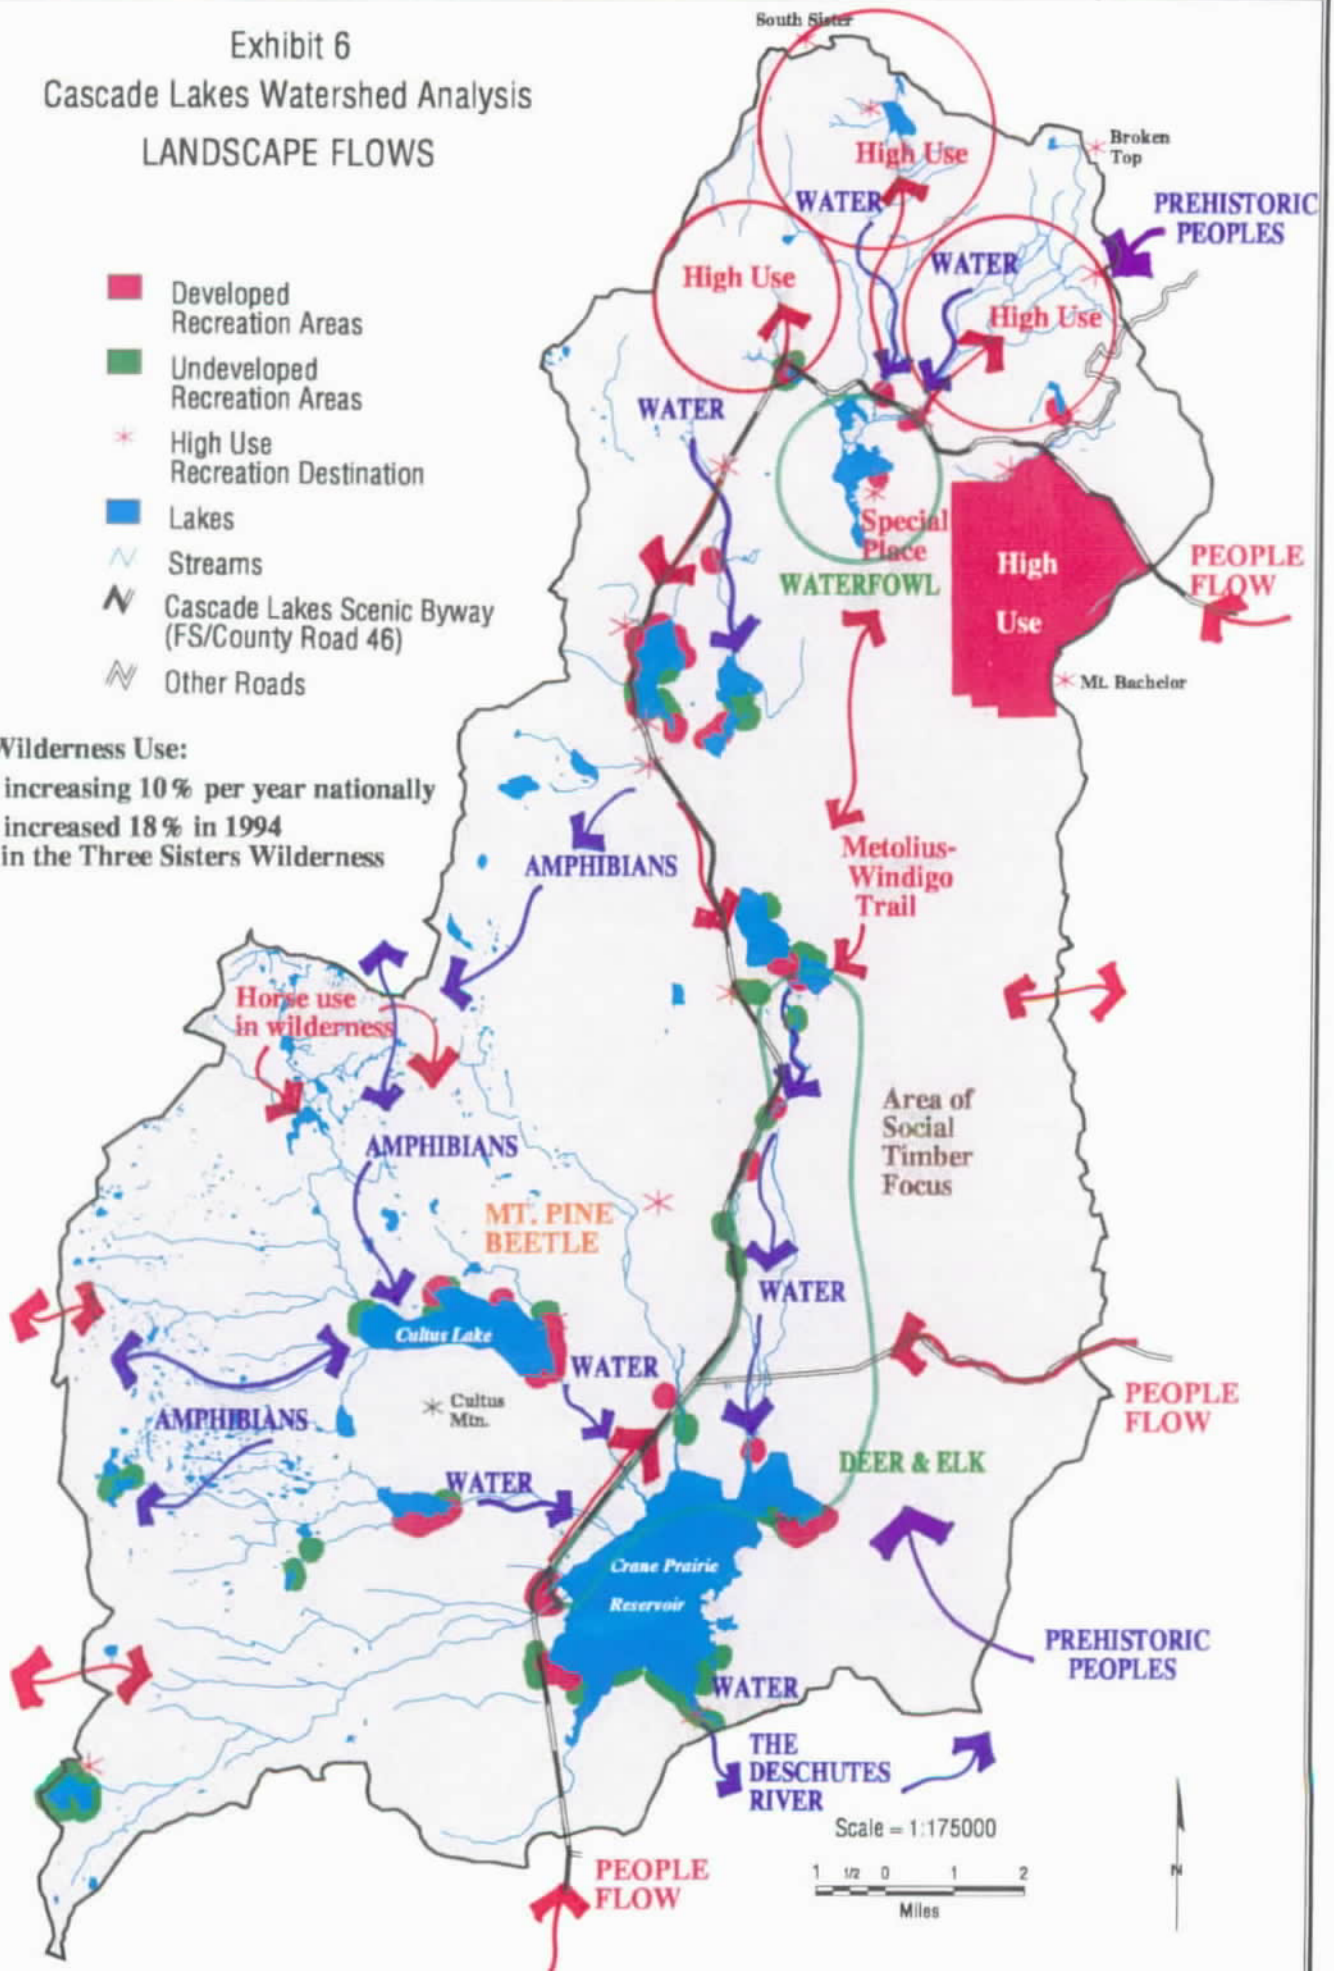 Exhibit 6
Cascade Lakes Watershed Analysis
LANDSCAPE FLOWS
South Sister
Broken
Top
High Use
WATER
PREHISTORIC
PEOPLES
WATER
High Use
High Use
Developed
Recreation Areas
Undeveloped
Recreation Areas
High Use
Recreation Destination
Lakes
Streams
Cascade Lakes Scenic Byway
(FS/County Road 46)
Other Roads
WATER
Special
Place
WATERFOWL
High
Use
PEOPLE
FLOW
Mt. Bachelor
Wilderness Use:
increasing 10% per year nationally
increased 18% in 1994
in the Three Sisters Wilderness
AMPHIBIANS
Metolius-
Windigo
Trail
Horse use
in wilderness
Area of
Social
Timber
Focus
AMPHIBIANS
MT. PINE
BEETLE
WATER
Cultus Lake
WATER
Cultus
Mtn.
PEOPLE
FLOW
AMPHIBIANS
DEER & ELK
WATER
Crane Prairie
Reservoir
PREHISTORIC
PEOPLES
WATER
THE
DESCHUTES
RIVER
Scale = 1:175000
1 1/2 0 1 2
Miles
N
PEOPLE
FLOW